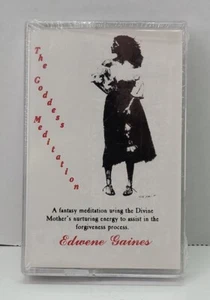 The Goddess Meditation
A fantasy meditation using the Divine
Mother's nurturing energy to assist in the
forgiveness process.
Edwene Gaines